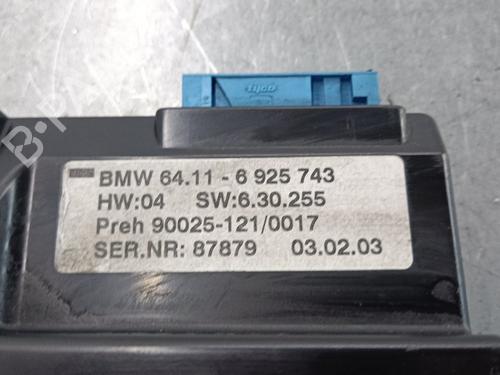 tyco
BMW 64.11 - 6 925 743
HW:04 SW:6.30.255
Preh 90025-121/0017
SER.NR: 87879 03.02.03